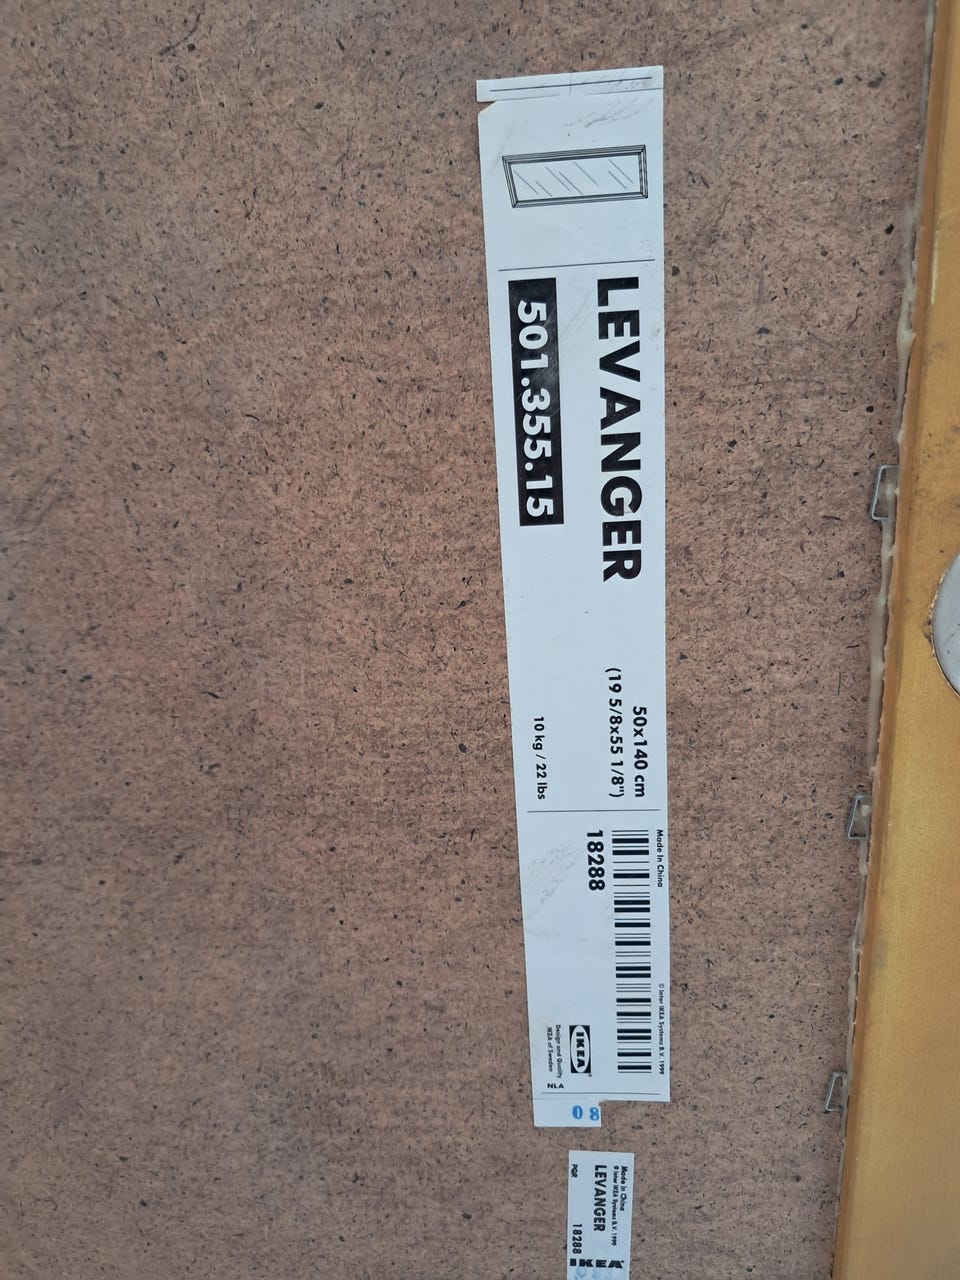 LEVANGER
501.355.15
50x140 cm
(19 5/8x55 1/8")
10 kg / 22 lbs
Made in China
18288
© Inter IKEA Systems B.V. 1999
IKEA®
Design and Quality
IKEA of Sweden
NLA
08
Made in China
© Inter IKEA Systems B.V. 1999
LEVANGER
PQR
18288
IKEA